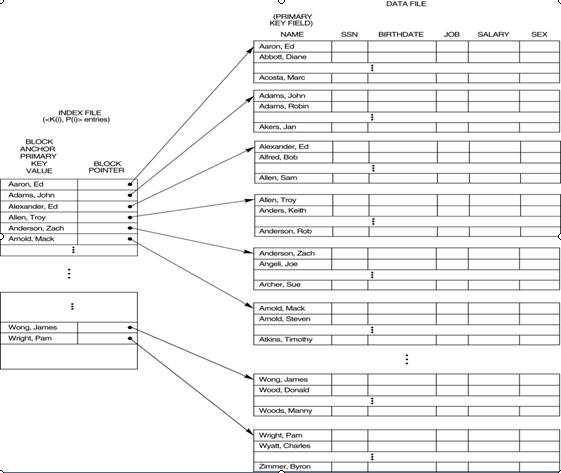 DATA FILE
(PRIMARY
KEY FIELD)
NAME SSN BIRTHDATE JOB SALARY SEX
Aaron, Ed
Abbott, Diane
Acosta, Marc
Adams, John
Adams, Robin
Akers, Jan
Alexander, Ed
Alfred, Bob
Allen, Sam
Allen, Troy
Anders, Keith
Anderson, Rob
Anderson, Zach
Angeli, Joe
Archer, Sue
Arnold, Mack
Arnold, Steven
Atkins, Timothy
Wong, James
Wood, Donald
Woods, Manny
Wright, Pam
Wyatt, Charles
Zimmer, Byron
INDEX FILE
(<K(i), P(i)> entries)
BLOCK
ANCHOR
PRIMARY
KEY
VALUE
BLOCK
POINTER
Aaron, Ed
Adams, John
Alexander, Ed
Allen, Troy
Anderson, Zach
Arnold, Mack
Wong, James
Wright, Pam